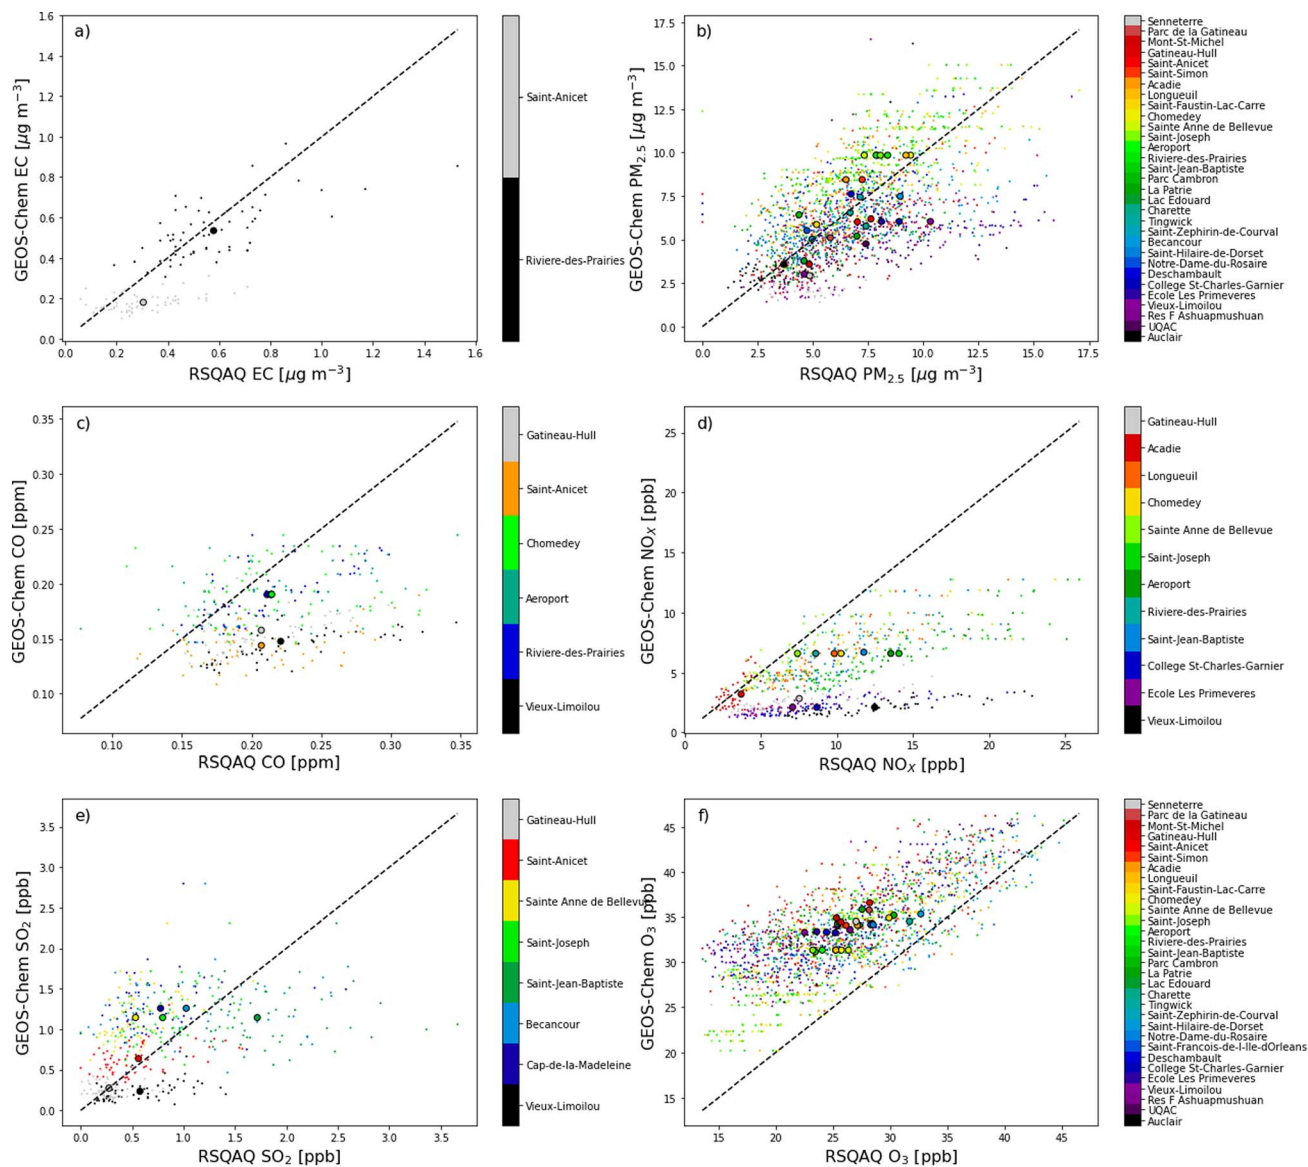 a)
GEOS-Chem EC [μg m⁻³]
1.6
1.4
1.2
1.0
0.8
0.6
0.4
0.2
0.0
0.0 0.2 0.4 0.6 0.8 1.0 1.2 1.4 1.6
RSQAQ EC [μg m⁻³]
Saint-Anicet
Riviere-des-Prairies
b)
GEOS-Chem PM₂.₅ [μg m⁻³]
17.5
15.0
12.5
10.0
7.5
5.0
2.5
0.0
0.0 2.5 5.0 7.5 10.0 12.5 15.0 17.5
RSQAQ PM₂.₅ [μg m⁻³]
Senneterre
Parc de la Gatineau
Mont-St-Michel
Gatineau-Hull
Saint-Anicet
Saint-Simon
Acadie
Longueuil
Saint-Faustin-Lac-Carre
Chomedey
Sainte Anne de Bellevue
Saint-Joseph
Aeroport
Riviere-des-Prairies
Saint-Jean-Baptiste
Parc Cambron
La Patrie
Lac Edouard
Charette
Tingwick
Saint-Zephirin-de-Courval
Becancour
Saint-Hilaire-de-Dorset
Notre-Dame-du-Rosaire
Deschambault
College St-Charles-Garnier
Ecole Les Primeveres
Vieux-Limoilou
Res F Ashuapmushuan
UQAC
Auclair
c)
GEOS-Chem CO [ppm]
0.35
0.30
0.25
0.20
0.15
0.10
0.10 0.15 0.20 0.25 0.30 0.35
RSQAQ CO [ppm]
Gatineau-Hull
Saint-Anicet
Chomedey
Aeroport
Riviere-des-Prairies
Vieux-Limoilou
d)
GEOS-Chem NOₓ [ppb]
25
20
15
10
5
0
0 5 10 15 20 25
RSQAQ NOₓ [ppb]
Gatineau-Hull
Acadie
Longueuil
Chomedey
Sainte Anne de Bellevue
Saint-Joseph
Aeroport
Riviere-des-Prairies
Saint-Jean-Baptiste
College St-Charles-Garnier
Ecole Les Primeveres
Vieux-Limoilou
e)
GEOS-Chem SO₂ [ppb]
3.5
3.0
2.5
2.0
1.5
1.0
0.5
0.0
0.0 0.5 1.0 1.5 2.0 2.5 3.0 3.5
RSQAQ SO₂ [ppb]
Gatineau-Hull
Saint-Anicet
Sainte Anne de Bellevue
Saint-Joseph
Saint-Jean-Baptiste
Becancour
Cap-de-la-Madeleine
Vieux-Limoilou
f)
GEOS-Chem O₃ [ppb]
45
40
35
30
25
20
15
15 20 25 30 35 40 45
RSQAQ O₃ [ppb]
Senneterre
Parc de la Gatineau
Mont-St-Michel
Gatineau-Hull
Saint-Anicet
Saint-Simon
Acadie
Longueuil
Saint-Faustin-Lac-Carre
Chomedey
Sainte Anne de Bellevue
Saint-Joseph
Aeroport
Riviere-des-Prairies
Saint-Jean-Baptiste
Parc Cambron
La Patrie
Lac Edouard
Charette
Tingwick
Saint-Zephirin-de-Courval
Saint-Hilaire-de-Dorset
Notre-Dame-du-Rosaire
Saint-Francois-de-l-Ile-dOrleans
Deschambault
College St-Charles-Garnier
Ecole Les Primeveres
Vieux-Limoilou
Res F Ashuapmushuan
UQAC
Auclair